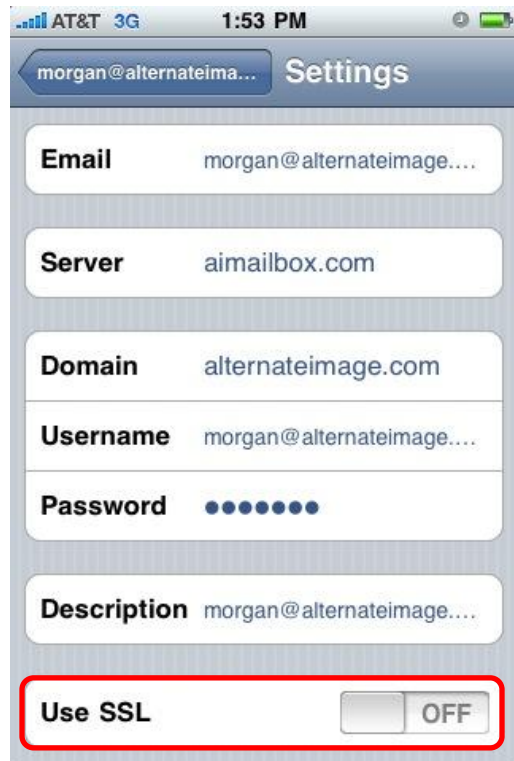 AT&T 3G 1:53 PM
morgan@alternateima... Settings
Email morgan@alternateimage....
Server aimailbox.com
Domain alternateimage.com
Username morgan@alternateimage....
Password ●●●●●●●
Description morgan@alternateimage....
Use SSL OFF